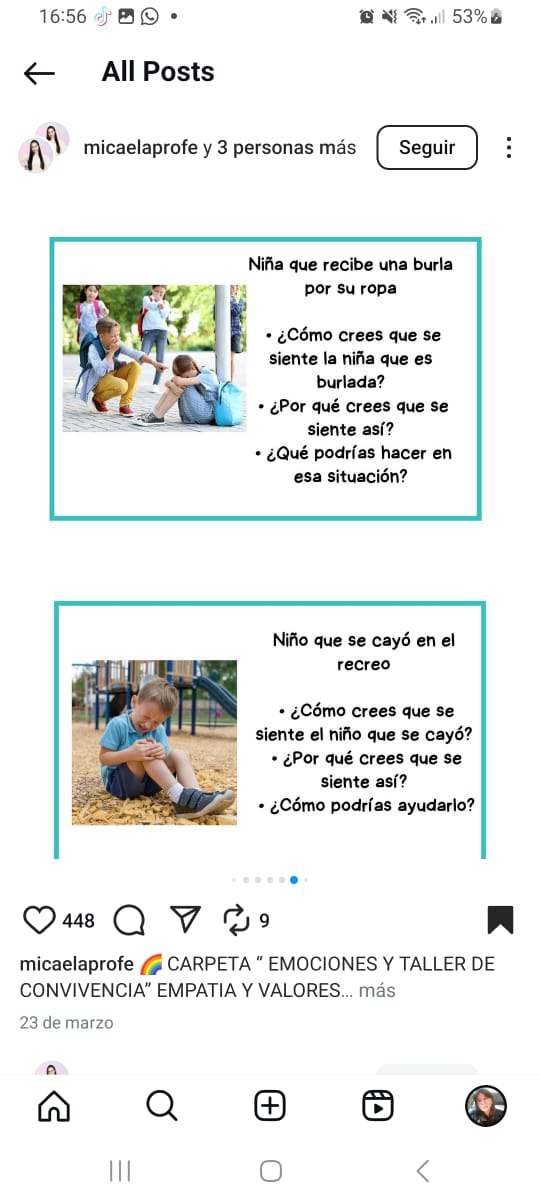 16:56
53%
All Posts
micaelaprofe y 3 personas más
Seguir
Niña que recibe una burla
por su ropa
• ¿Cómo crees que se
siente la niña que es
burlada?
• ¿Por qué crees que se
siente así?
• ¿Qué podrías hacer en
esa situación?
Niño que se cayó en el
recreo
• ¿Cómo crees que se
siente el niño que se cayó?
• ¿Por qué crees que se
siente así?
• ¿Cómo podrías ayudarlo?
448
9
micaelaprofe 🌈 CARPETA “ EMOCIONES Y TALLER DE
CONVIVENCIA” EMPATIA Y VALORES... más
23 de marzo